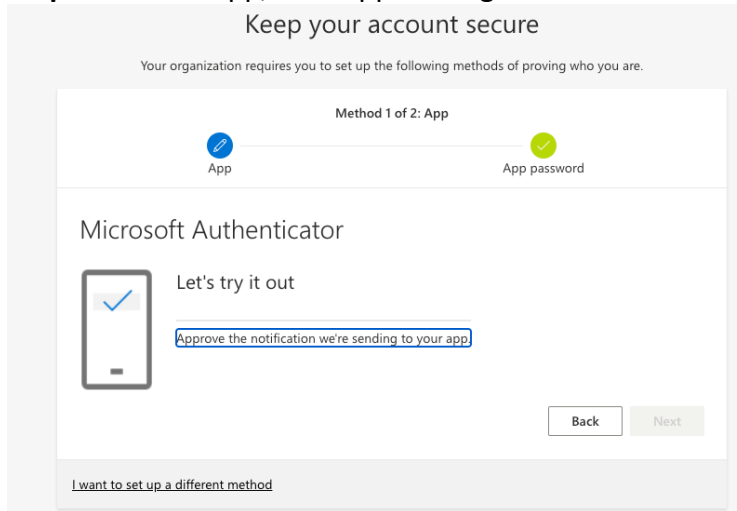 Keep your account secure
Your organization requires you to set up the following methods of proving who you are.
Method 1 of 2: App
App
App password
Microsoft Authenticator
Let's try it out
Approve the notification we're sending to your app.
Back
Next
I want to set up a different method